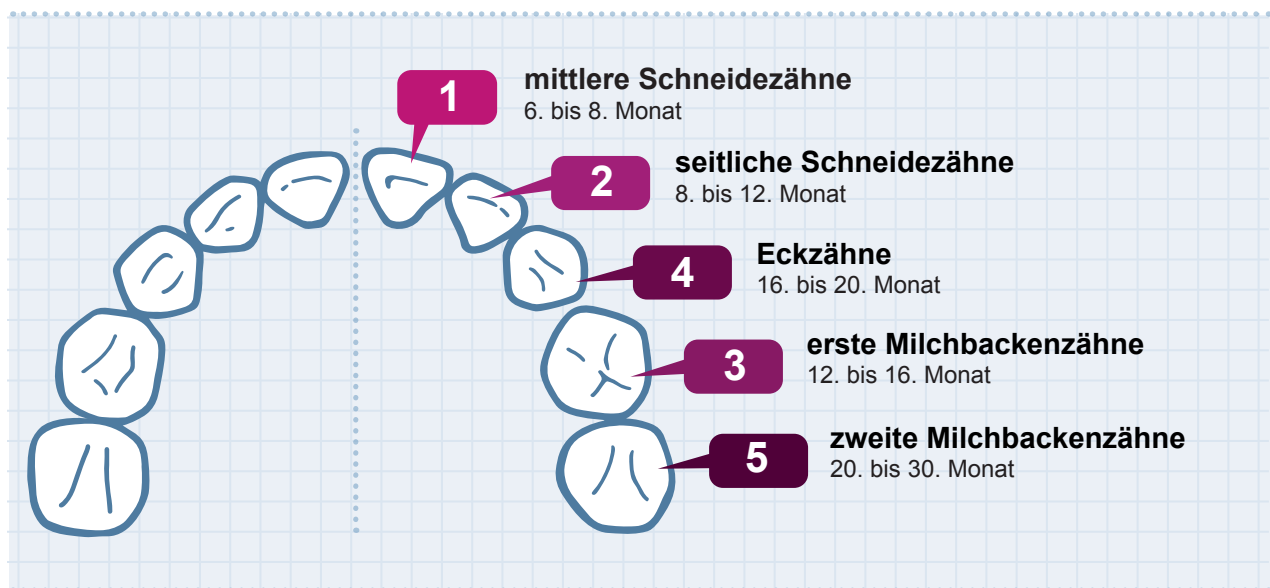 1
mittlere Schneidezähne
6. bis 8. Monat
2
seitliche Schneidezähne
8. bis 12. Monat
4
Eckzähne
16. bis 20. Monat
3
erste Milchbackenzähne
12. bis 16. Monat
5
zweite Milchbackenzähne
20. bis 30. Monat